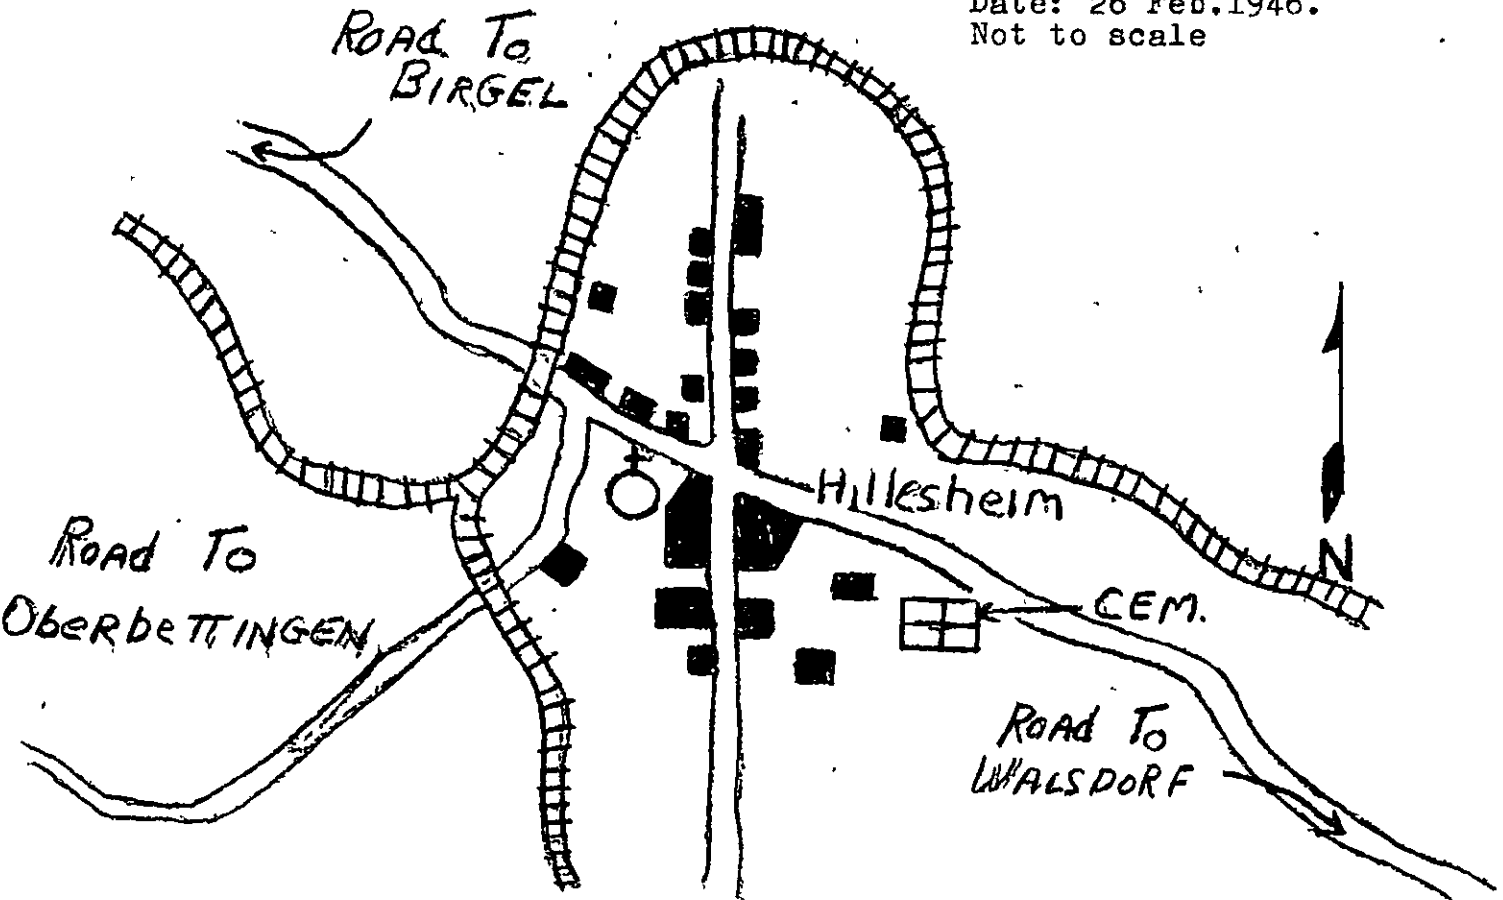 Date: 26 Feb.1946.
Not to scale
Road To
Birgel
Hillesheim
N
Road To
Oberbettingen
CEM.
Road To
Walsdorf